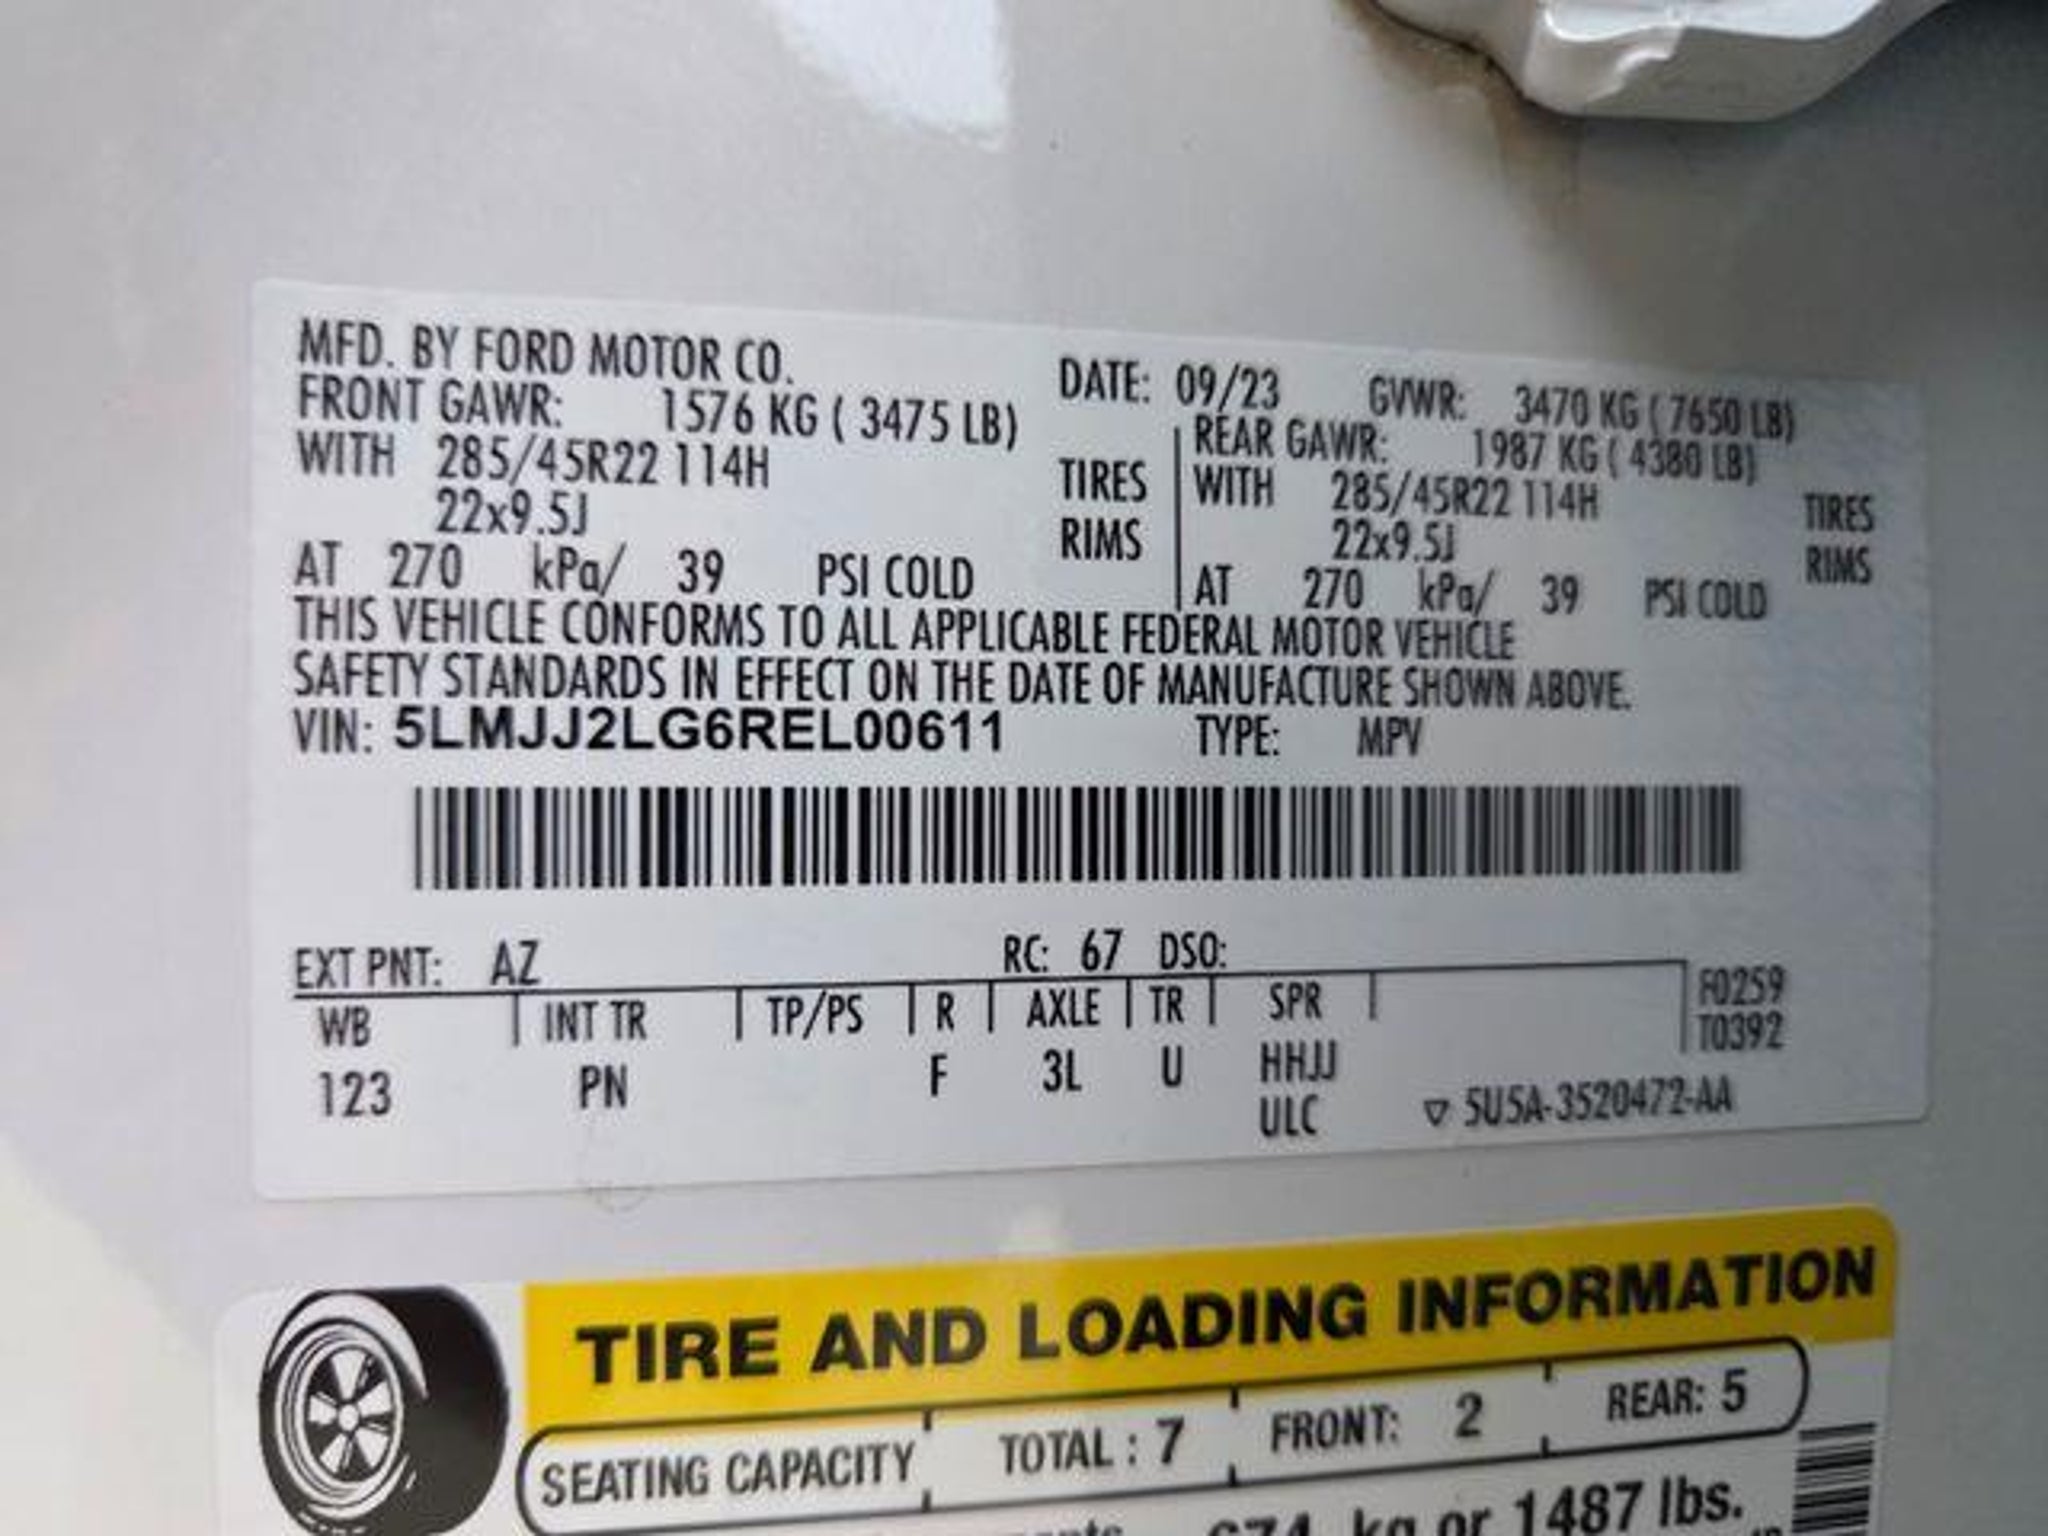 MFD. BY FORD MOTOR CO.
DATE: 09/23 GVWR: 3470 KG ( 7650 LB)
FRONT GAWR: 1576 KG ( 3475 LB)
REAR GAWR: 1987 KG ( 4380 LB)
WITH 285/45R22 114H TIRES
WITH 285/45R22 114H TIRES
22x9.5J RIMS
22x9.5J RIMS
AT 270 kPa/ 39 PSI COLD
AT 270 kPa/ 39 PSI COLD
THIS VEHICLE CONFORMS TO ALL APPLICABLE FEDERAL MOTOR VEHICLE
SAFETY STANDARDS IN EFFECT ON THE DATE OF MANUFACTURE SHOWN ABOVE.
VIN: 5LMJJ2LG6REL00611 TYPE: MPV
EXT PNT: AZ RC: 67 DSO:
WB INT TR TP/PS R AXLE TR SPR F0259
T0392
123 PN F 3L U HHJJ
ULC ▽ 5U5A-3520472-AA
TIRE AND LOADING INFORMATION
SEATING CAPACITY TOTAL : 7 FRONT: 2 REAR: 5
kg or 1487 lbs.